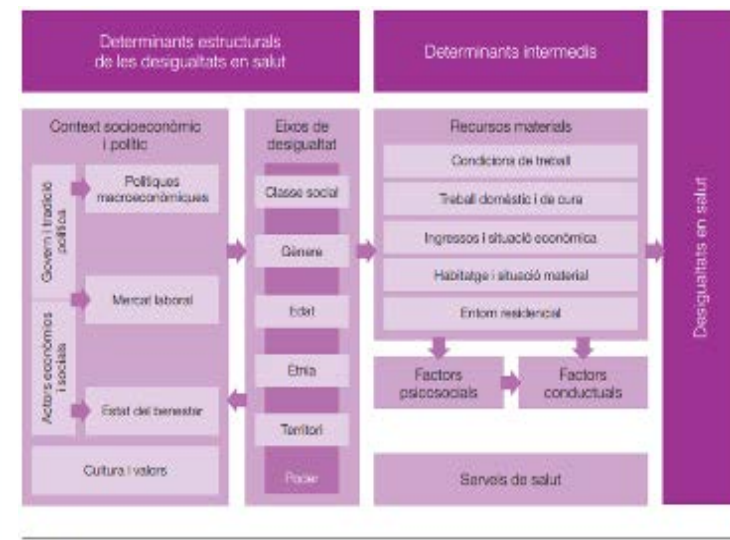 Determinants estructurals
de les desigualtats en salut
Determinants intermedis
Context socioeconòmic
i polític
Govern i tradició
política
Actors econòmics
i socials
Polítiques
macroeconòmiques
Mercat laboral
Estat del benestar
Cultura i valors
Eixos de
desigualtat
Classe social
Gènere
Edat
Etnia
Territori
Poder
Recursos materials
Condicions de treball
Treball domèstic i de cura
Ingressos i situació econòmica
Habitatge i situació material
Entorn residencial
Factors
psicosocials
Factors
conductuals
Serveis de salut
Desigualtats en salut